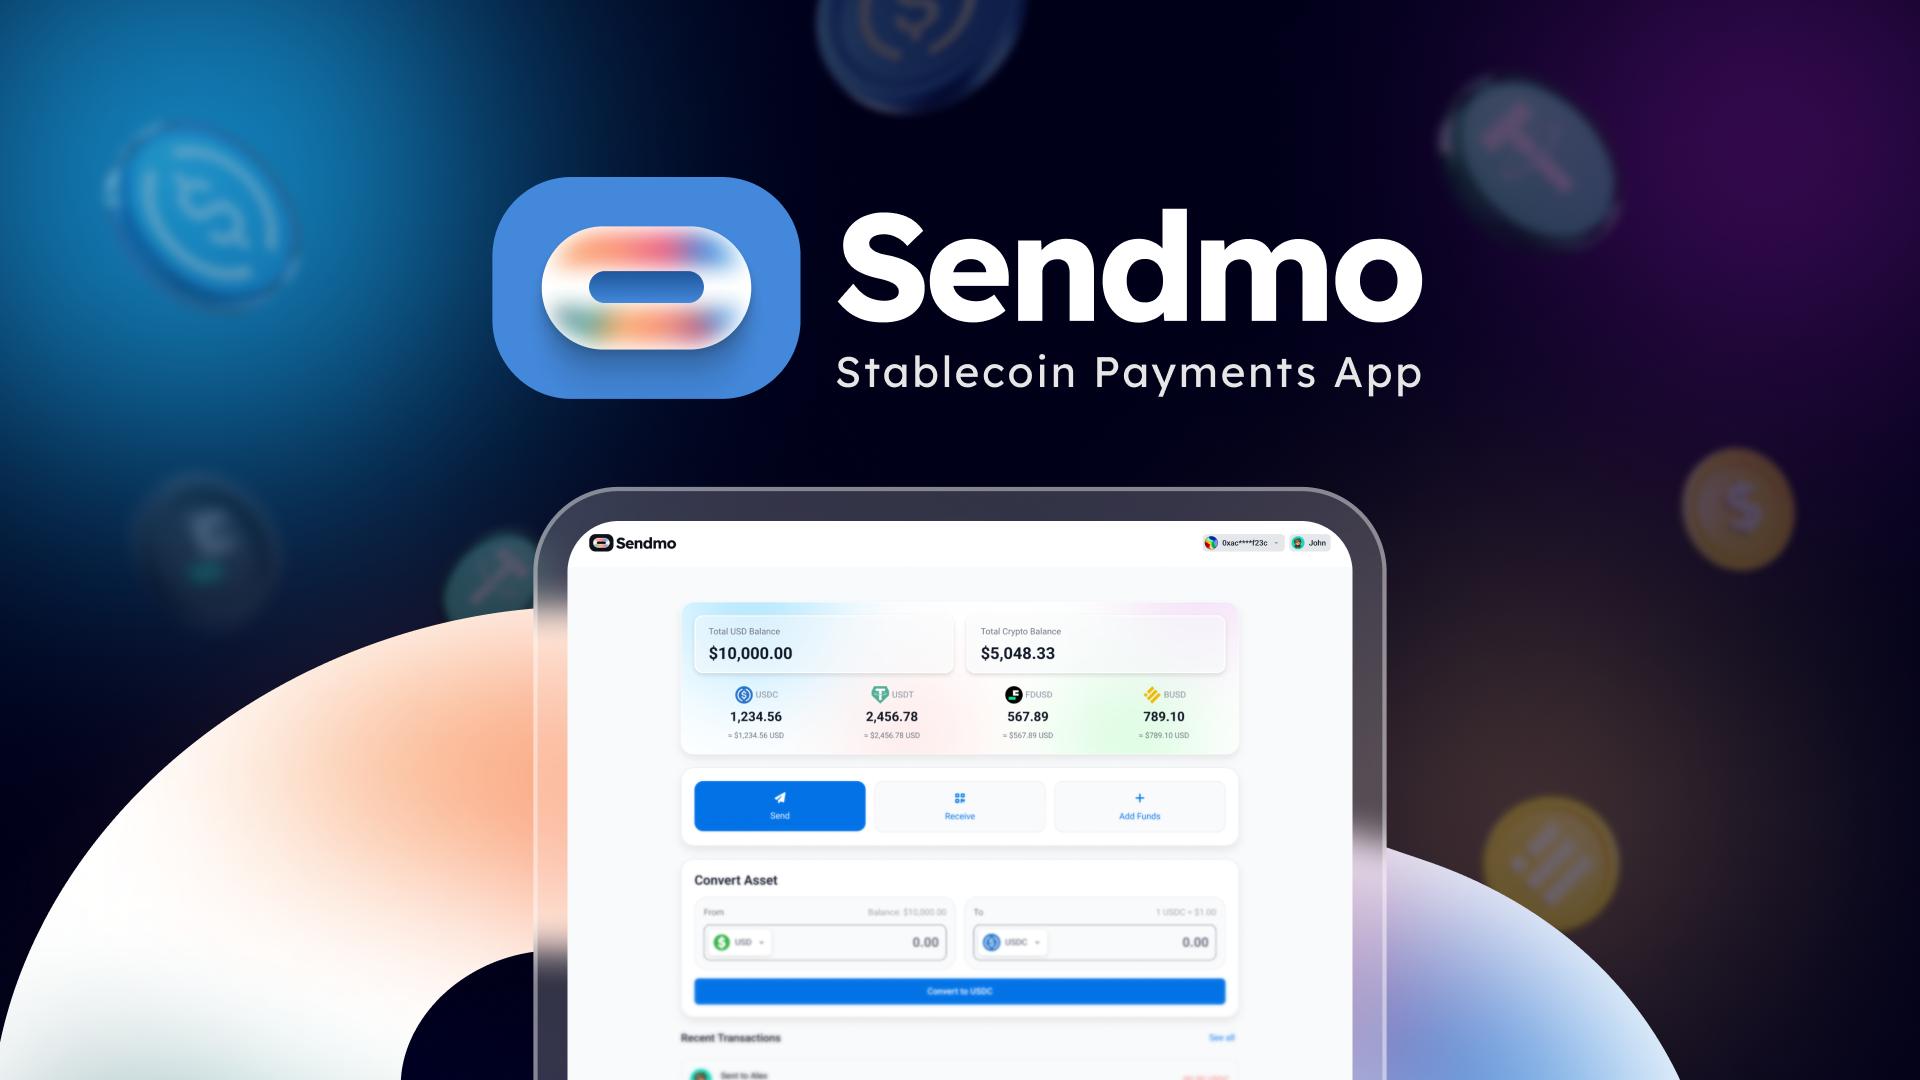 Sendmo
Stablecoin Payments App
Sendmo
0xac****f23c
John
Total USD Balance
$10,000.00
Total Crypto Balance
$5,048.33
USDC
1,234.56
≈ $1,234.56 USD
USDT
2,456.78
≈ $2,456.78 USD
FDUSD
567.89
≈ $567.89 USD
BUSD
789.10
≈ $789.10 USD
Send
Receive
Add Funds
Convert Asset
From
Balance: $10,000.00
USD
0.00
To
1 USDC = $1.00
USDC
0.00
Convert to USDC
Recent Transactions
See all
Sent to Alex